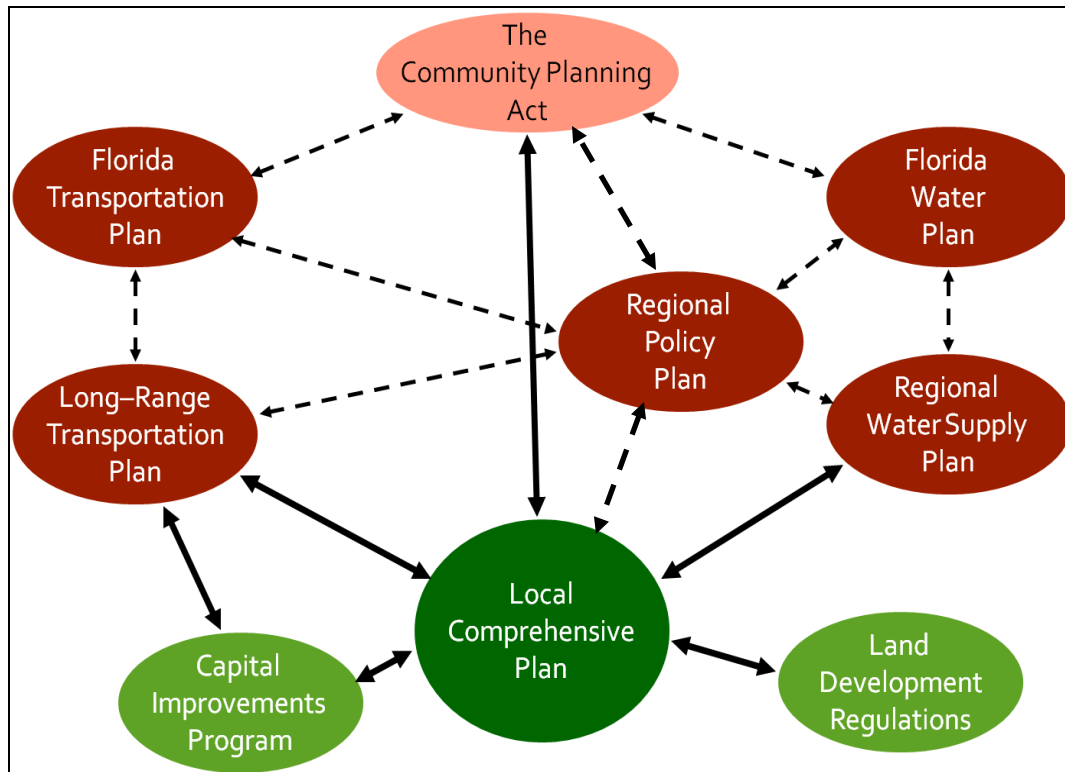 The
Community Planning
Act
Florida
Transportation
Plan
Florida
Water
Plan
Regional
Policy
Plan
Long–Range
Transportation
Plan
Regional
Water Supply
Plan
Local
Comprehensive
Plan
Capital
Improvements
Program
Land
Development
Regulations